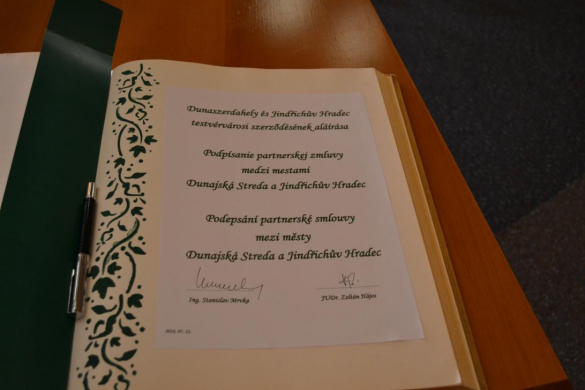 Dunaszerdahely és Jindřichův Hradec
testvérvárosi szerződésének aláírása
Podpísanie partnerskej zmluvy
medzi mestami
Dunajská Streda a Jindřichův Hradec
Podepsání partnerské smlouvy
mezi městy
Dunajská Streda a Jindřichův Hradec
Ing. Stanislav Mrvka
JUDr. Zoltán Hájos